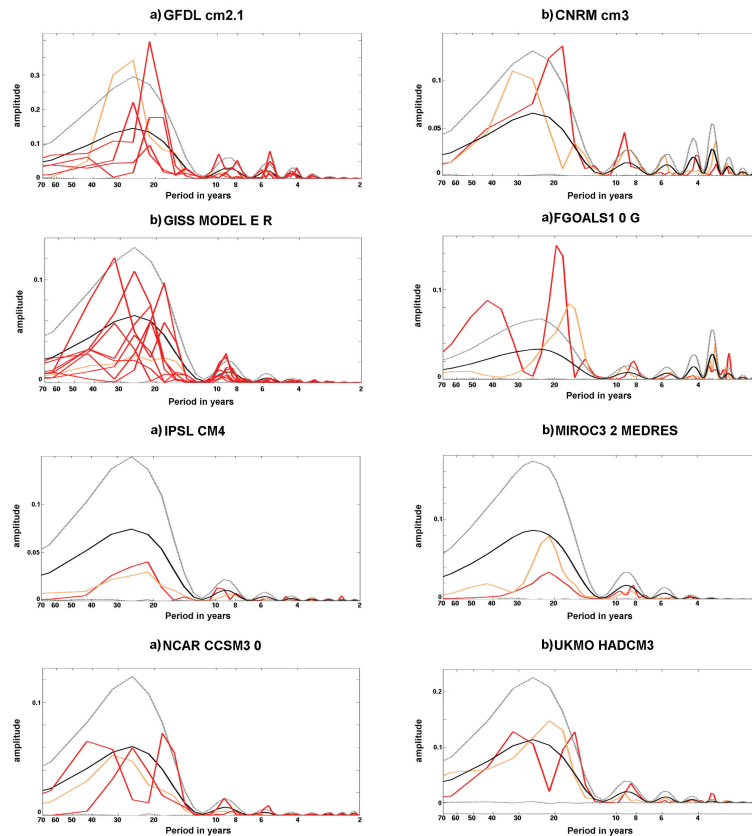 a) GFDL cm2.1
amplitude
0.3
0.2
0.1
0
70 60 50 40 30 20 10 8 6 4 2
Period in years
b) CNRM cm3
amplitude
0.1
0.05
0
70 60 50 40 30 20 10 8 6 4
Period in years
b) GISS MODEL E R
amplitude
0.1
0
70 60 50 40 30 20 10 8 6 4 2
Period in years
a)FGOALS1 0 G
amplitude
0.1
0
70 60 50 40 30 20 10 8 6 4
Period in years
a) IPSL CM4
amplitude
0.1
0.05
0
70 60 50 40 30 20 10 8 6 4 2
Period in years
b) MIROC3 2 MEDRES
amplitude
0.1
0
70 60 50 40 30 20 10 8 6 4
Period in years
a) NCAR CCSM3 0
amplitude
0.1
0
70 60 50 40 30 20 10 8 6 4 2
Period in years
b) UKMO HADCM3
amplitude
0.2
0.1
0
70 60 50 40 30 20 10 8 6 4
Period in years